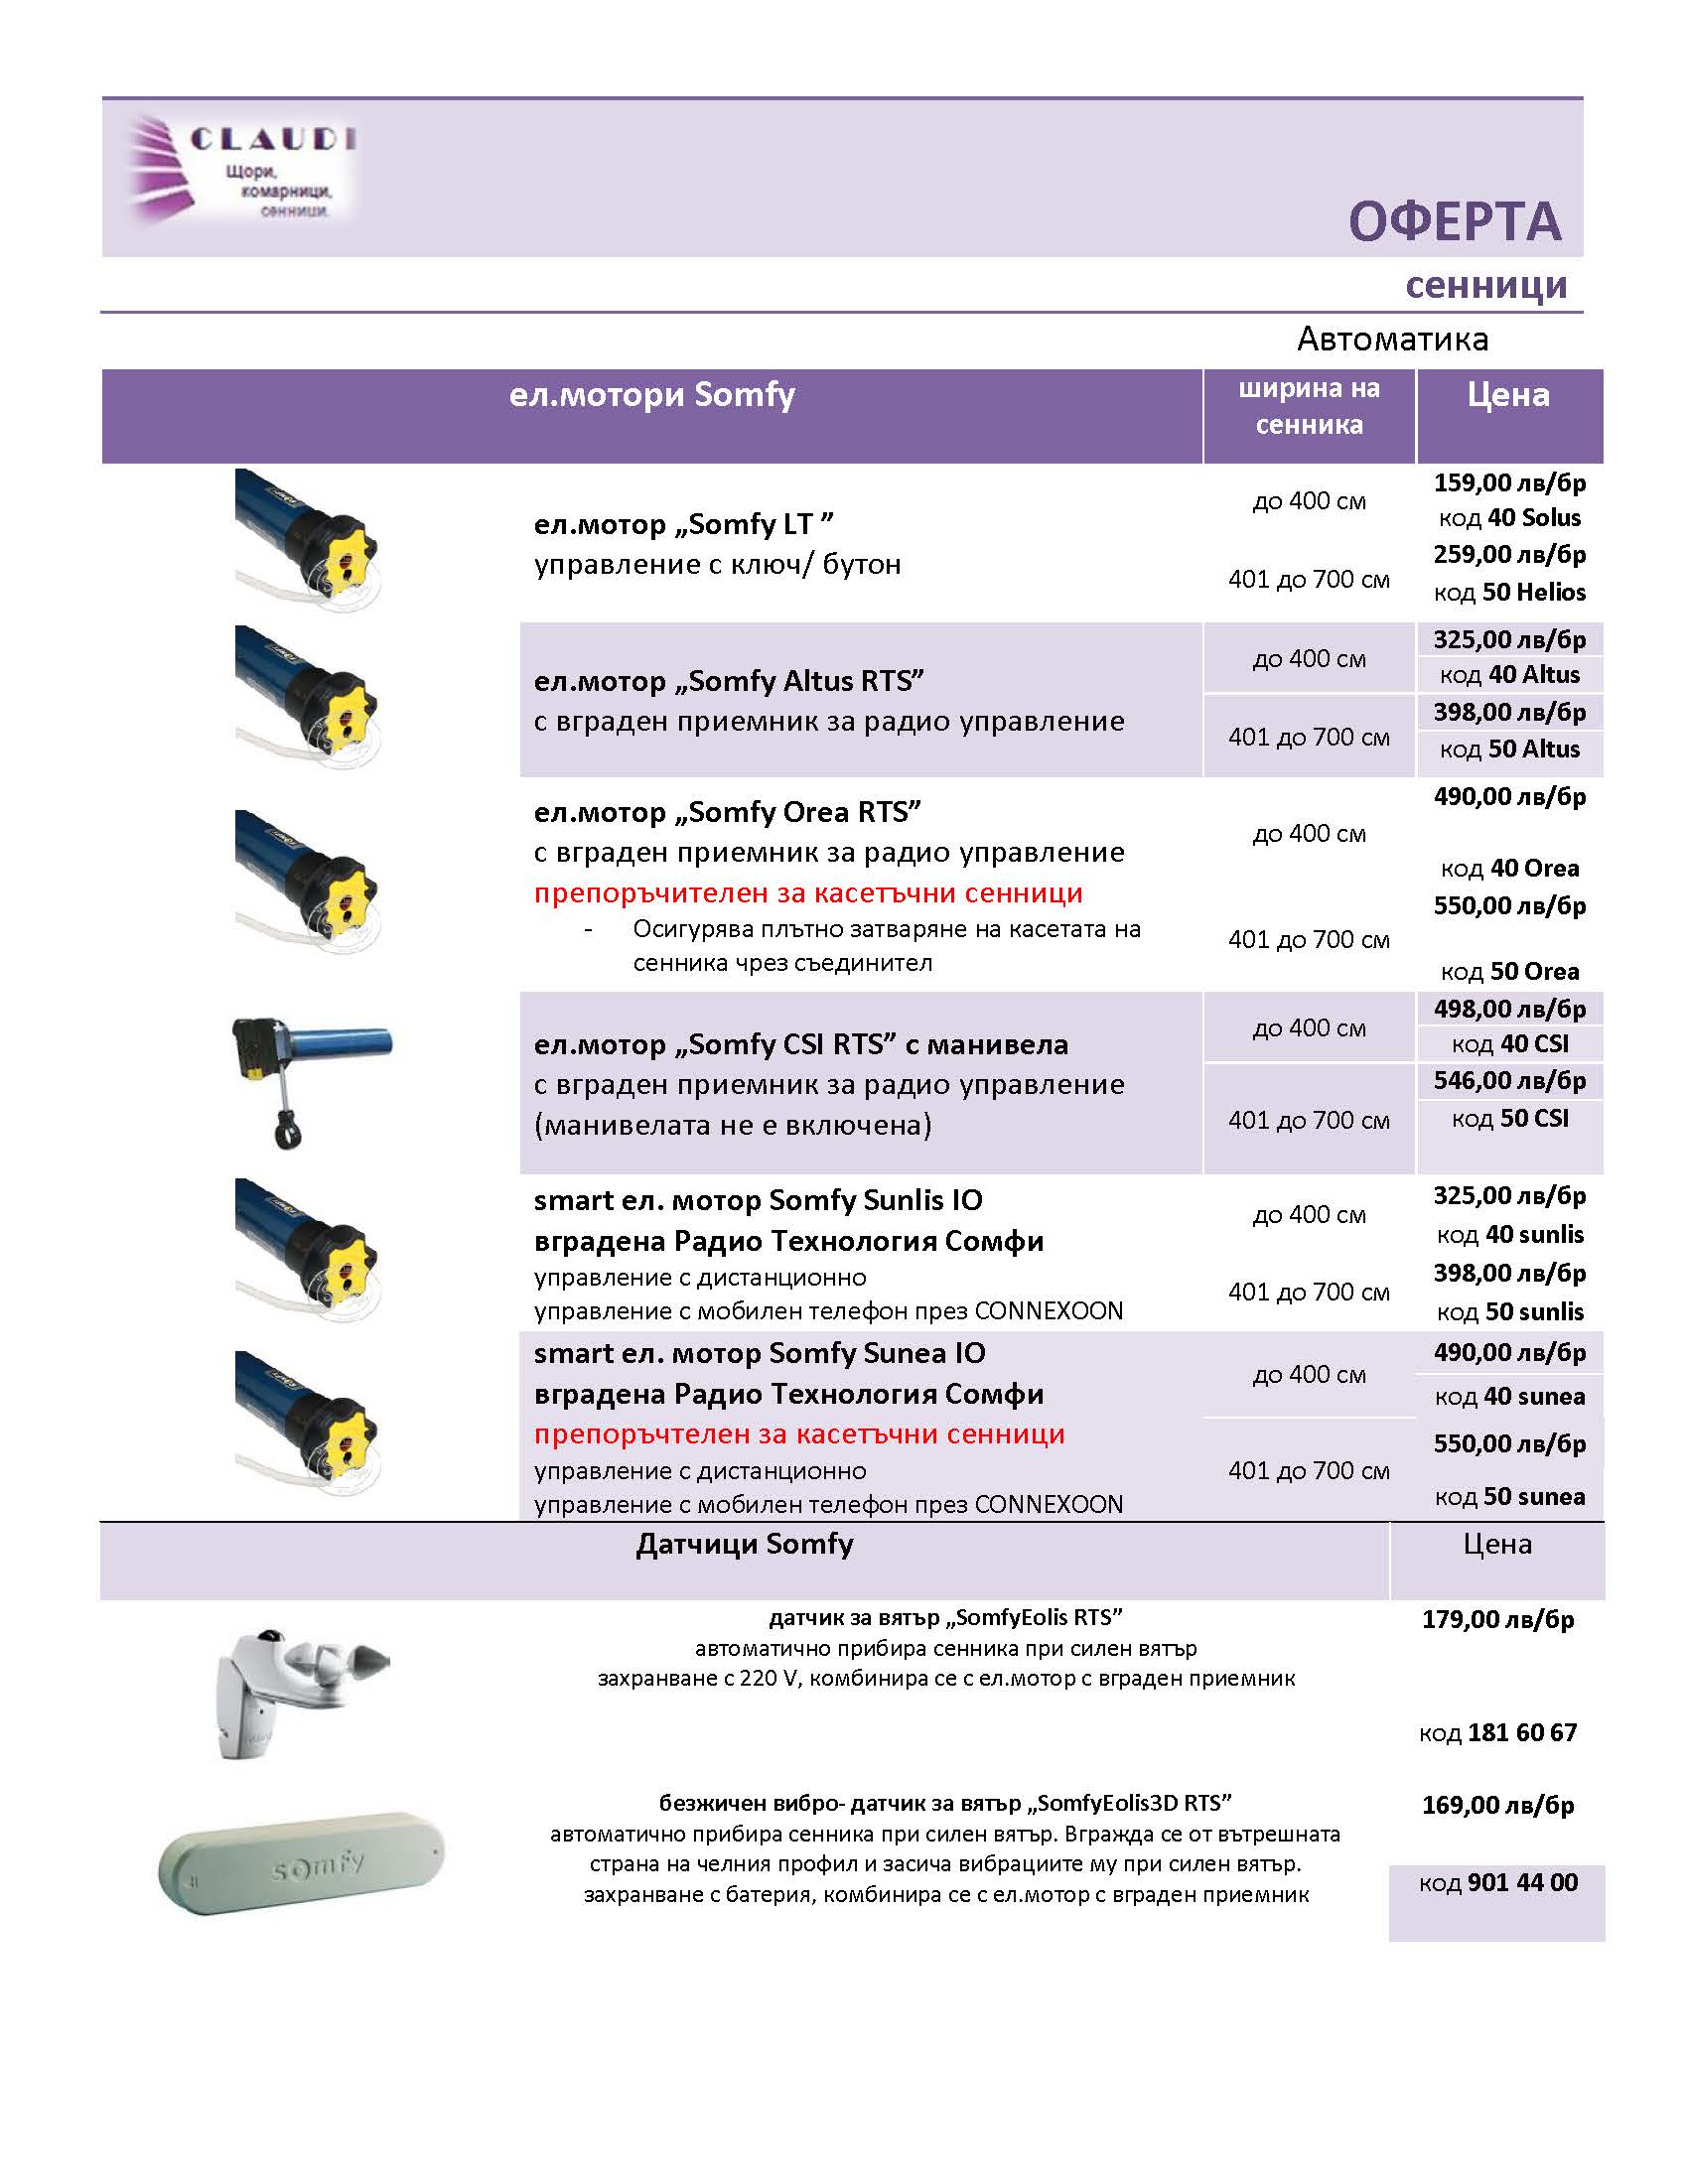 CLAUDI
Щори,
комарници,
сенници.
ОФЕРТА
сенници
Автоматика
ел.мотори Somfy
ширина на
сенника
Цена
ел.мотор „Somfy LT ”
управление с ключ/ бутон
до 400 см
159,00 лв/бр
код 40 Solus
401 до 700 см
259,00 лв/бр
код 50 Helios
ел.мотор „Somfy Altus RTS”
с вграден приемник за радио управление
до 400 см
325,00 лв/бр
код 40 Altus
401 до 700 см
398,00 лв/бр
код 50 Altus
ел.мотор „Somfy Orea RTS”
с вграден приемник за радио управление
препоръчителен за касетъчни сенници
- Осигурява плътно затваряне на касетата на
сенника чрез съединител
до 400 см
490,00 лв/бр
код 40 Orea
401 до 700 см
550,00 лв/бр
код 50 Orea
ел.мотор „Somfy CSI RTS” с манивела
с вграден приемник за радио управление
(манивелата не е включена)
до 400 см
498,00 лв/бр
код 40 CSI
401 до 700 см
546,00 лв/бр
код 50 CSI
smart ел. мотор Somfy Sunlis IO
вградена Радио Технология Сомфи
управление с дистанционно
управление с мобилен телефон през CONNEXOON
до 400 см
325,00 лв/бр
код 40 sunlis
401 до 700 см
398,00 лв/бр
код 50 sunlis
smart ел. мотор Somfy Sunea IO
вградена Радио Технология Сомфи
препоръчтелен за касетъчни сенници
управление с дистанционно
управление с мобилен телефон през CONNEXOON
до 400 см
490,00 лв/бр
код 40 sunea
401 до 700 см
550,00 лв/бр
код 50 sunea
Датчици Somfy
Цена
датчик за вятър „SomfyEolis RTS”
автоматично прибира сенника при силен вятър
захранване с 220 V, комбинира се с ел.мотор с вграден приемник
179,00 лв/бр
код 181 60 67
somfy
безжичен вибро- датчик за вятър „SomfyEolis3D RTS”
автоматично прибира сенника при силен вятър. Вгражда се от вътрешната
страна на челния профил и засича вибрациите му при силен вятър.
захранване с батерия, комбинира се с ел.мотор с вграден приемник
169,00 лв/бр
код 901 44 00